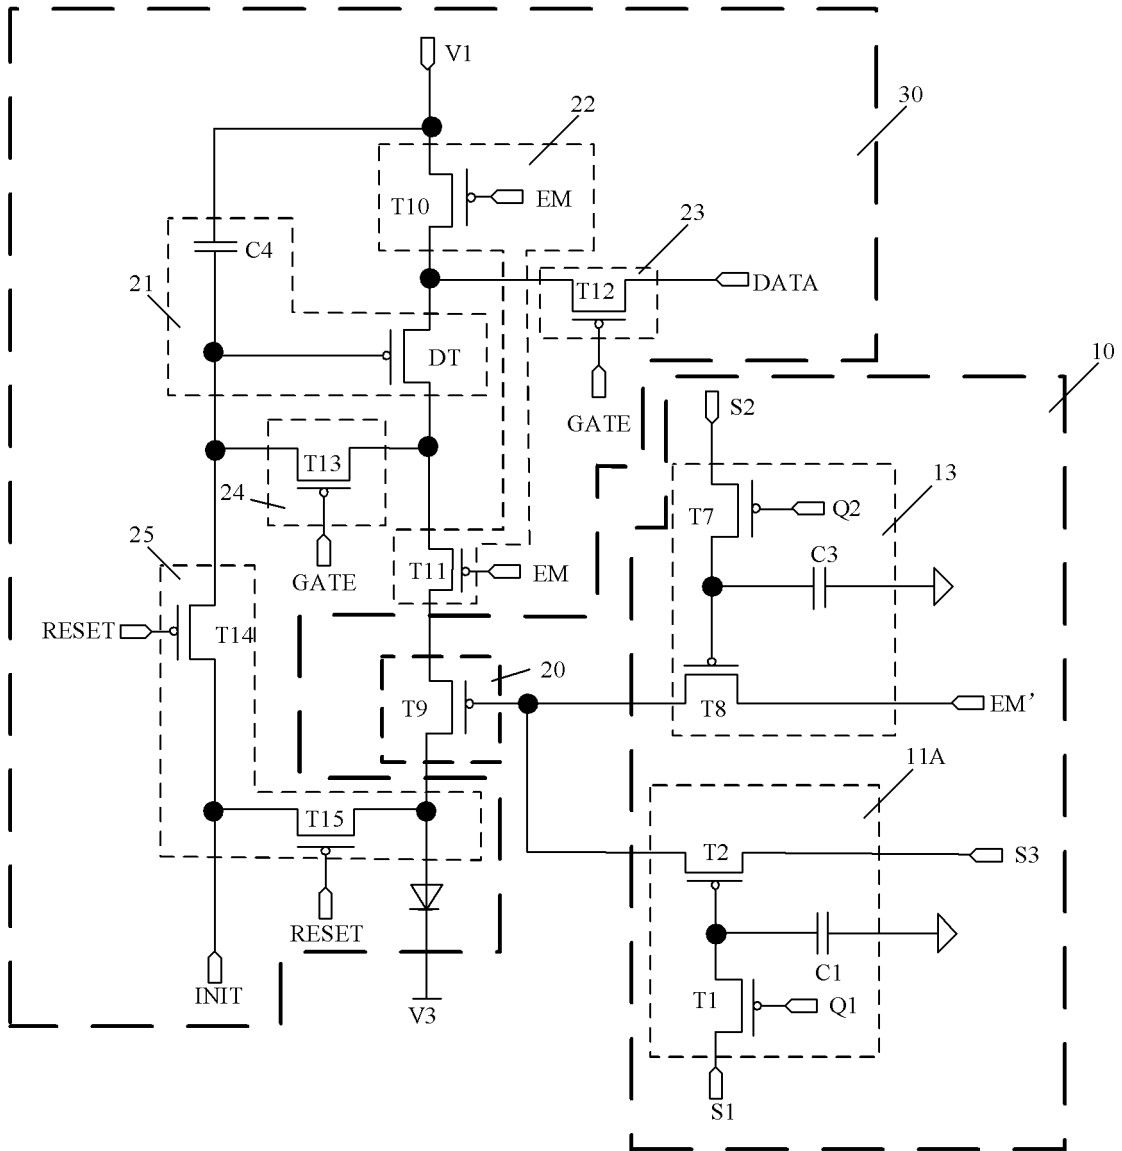 V1
30
22
T10
EM
23
C4
21
T12
DATA
DT
10
GATE
S2
T13
24
13
T7
Q2
25
C3
GATE
T11
EM
RESET
T14
20
T9
T8
EM’
11A
T15
T2
S3
RESET
C1
INIT
T1
Q1
V3
S1